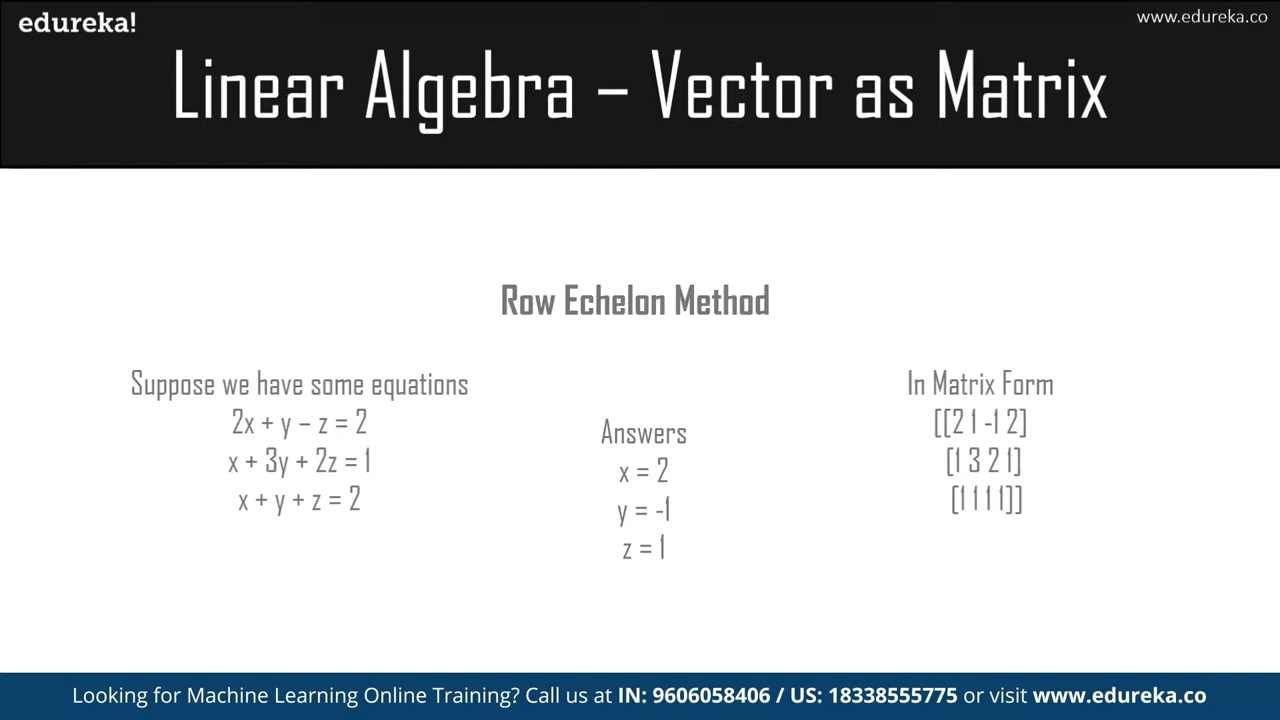 edureka!
www.edureka.co
Linear Algebra – Vector as Matrix
Row Echelon Method
Suppose we have some equations
2x + y – z = 2
x + 3y + 2z = 1
x + y + z = 2
Answers
x = 2
y = -1
z = 1
In Matrix Form
[[2 1 -1 2]
[1 3 2 1]
[1 1 1 1]]
Looking for Machine Learning Online Training? Call us at IN: 9606058406 / US: 18338555775 or visit www.edureka.co